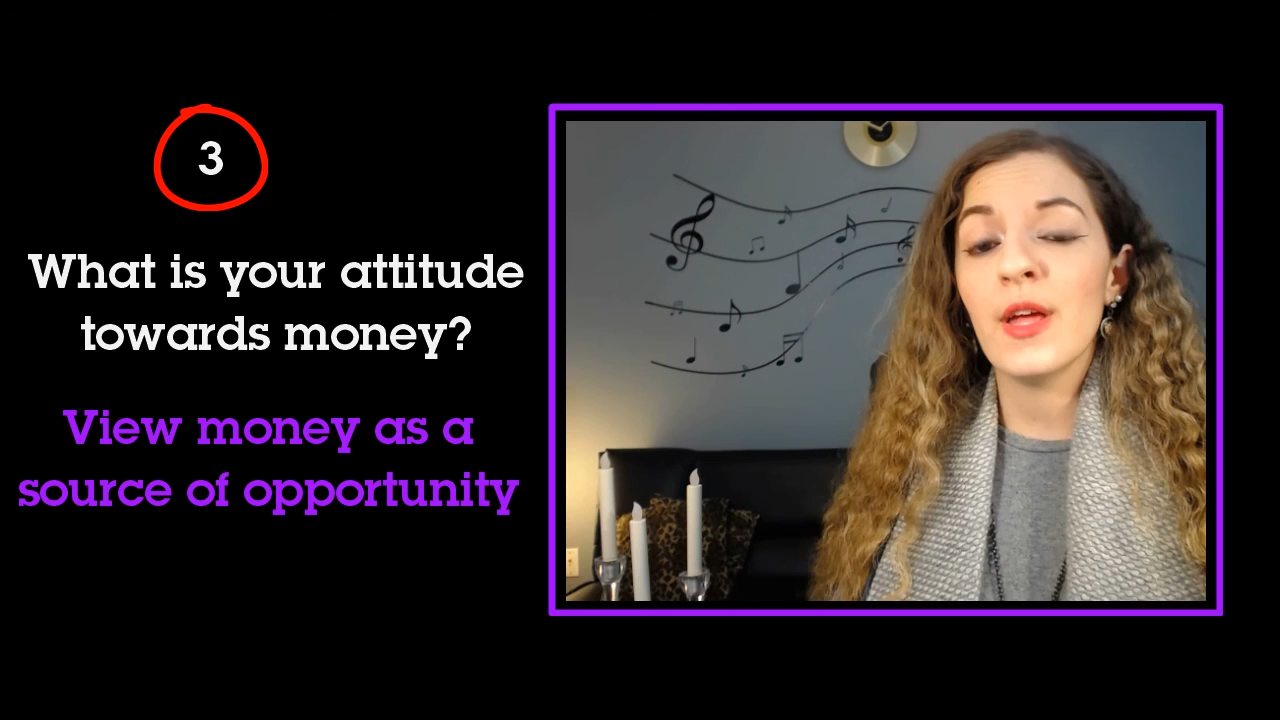 3
What is your attitude
towards money?
View money as a
source of opportunity